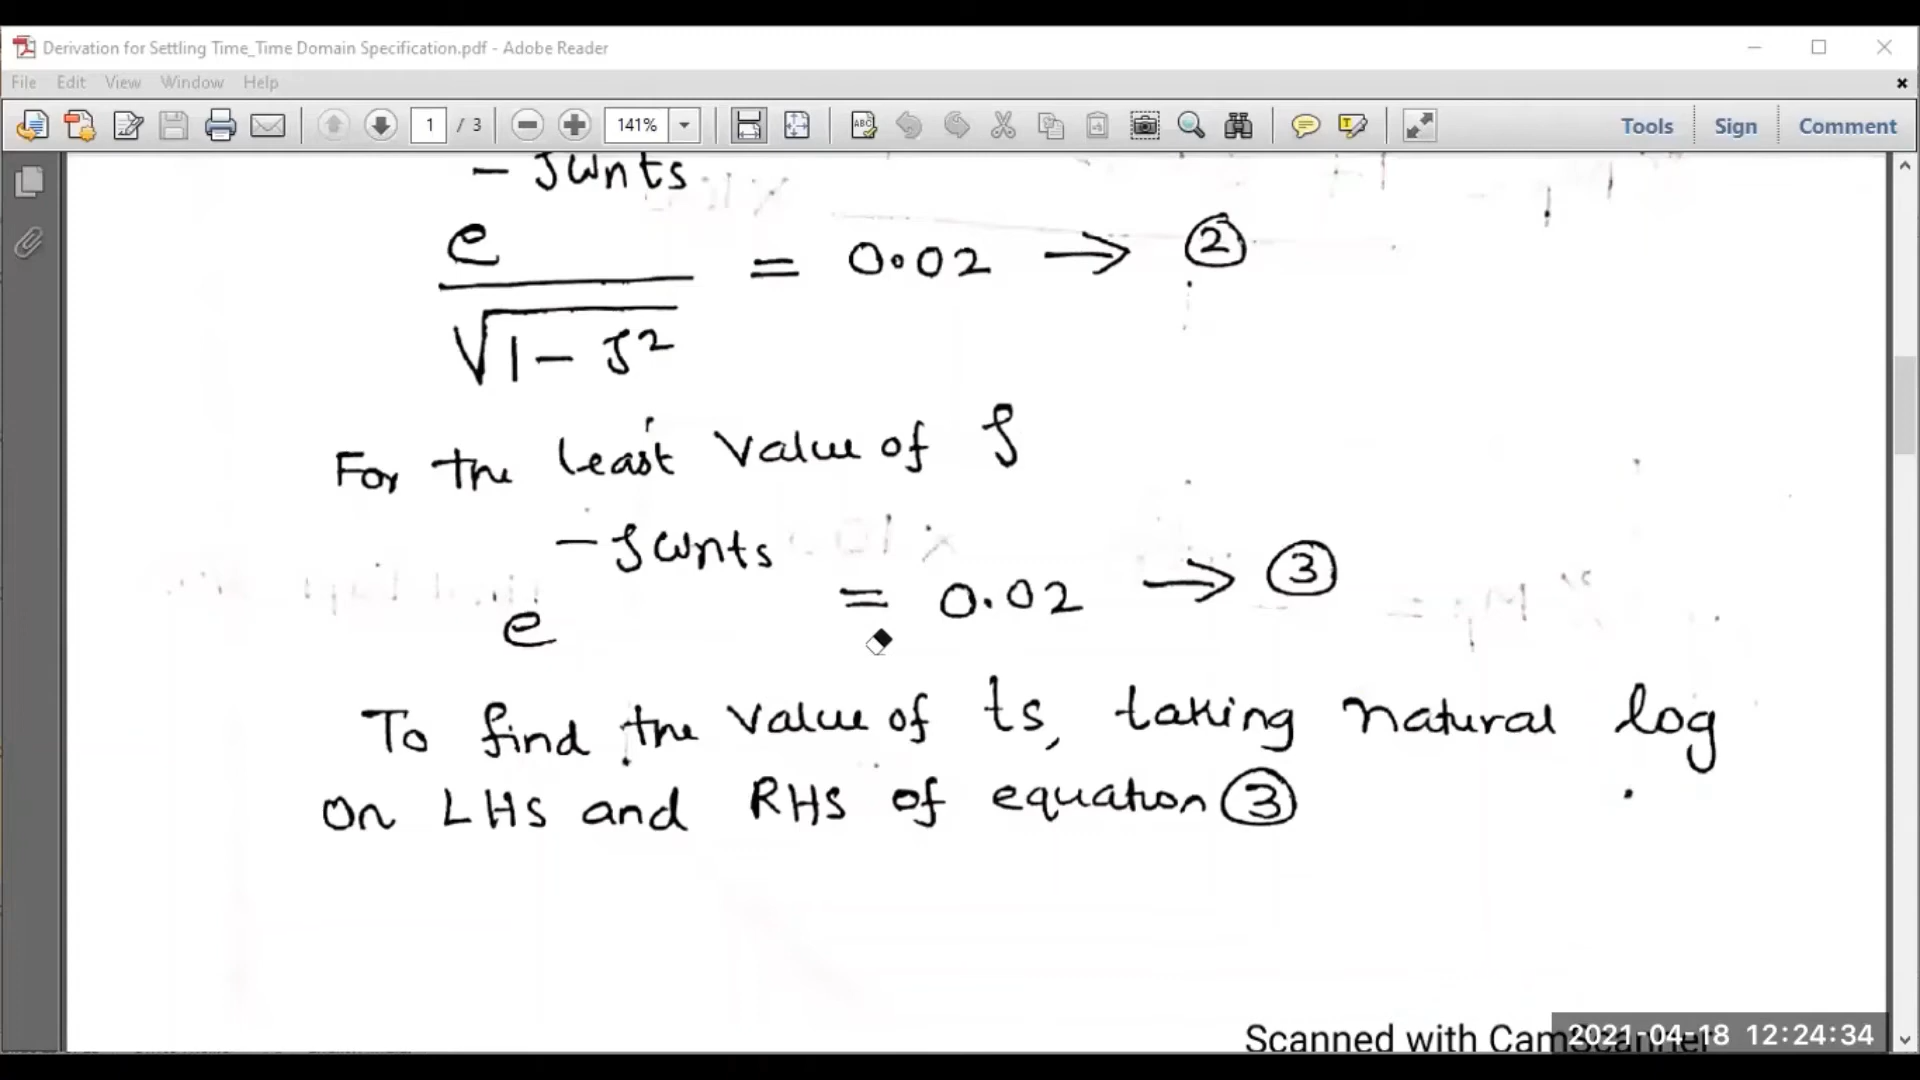 Derivation for Settling Time_Time Domain Specification.pdf - Adobe Reader
File Edit View Window Help
1 / 3 141% Tools Sign Comment
- ζωnts
e
= 0.02 → ②
√1 - ζ²
For the least value of ζ
- ζωnts
e = 0.02 → ③
To find the value of ts, taking natural log
on LHS and RHS of equation ③
Scanned with CamScanner
2021-04-18 12:24:34